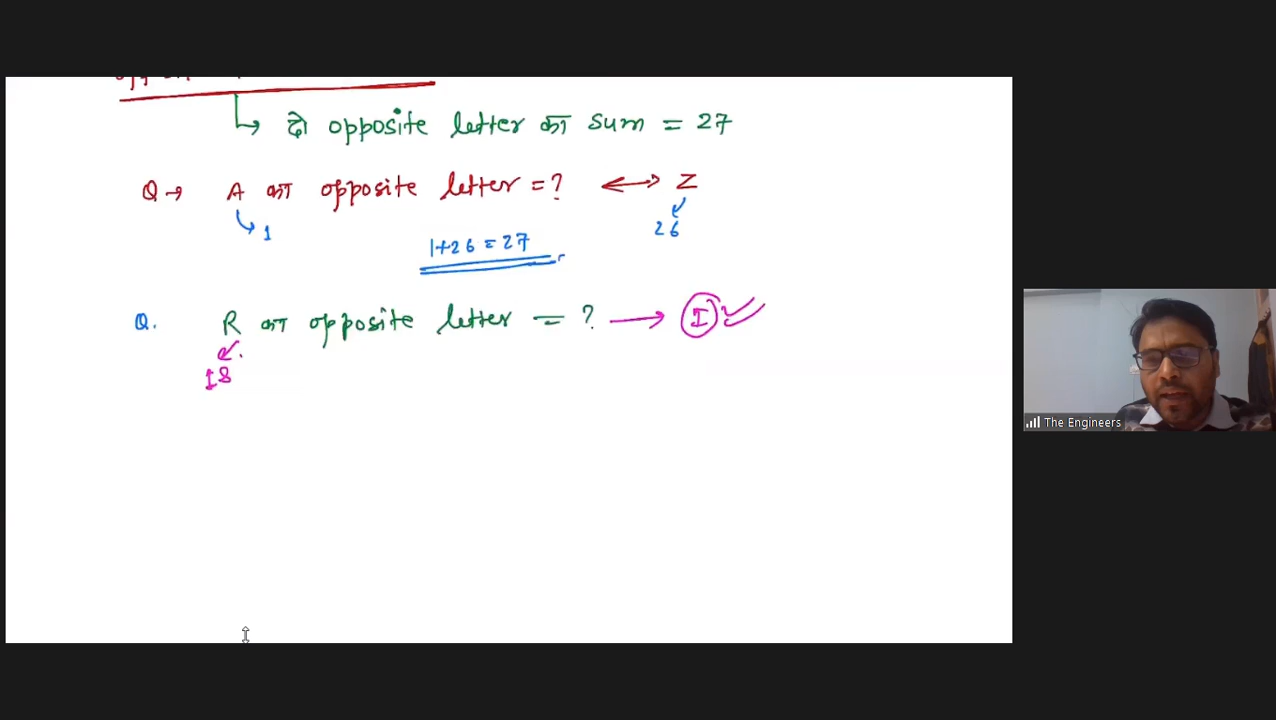 ↳ दो opposite letter का sum = 27
Q → A का opposite letter = ? ↔ Z
1 26
1+26 = 27
Q. R का opposite letter = ? → I
18
The Engineers